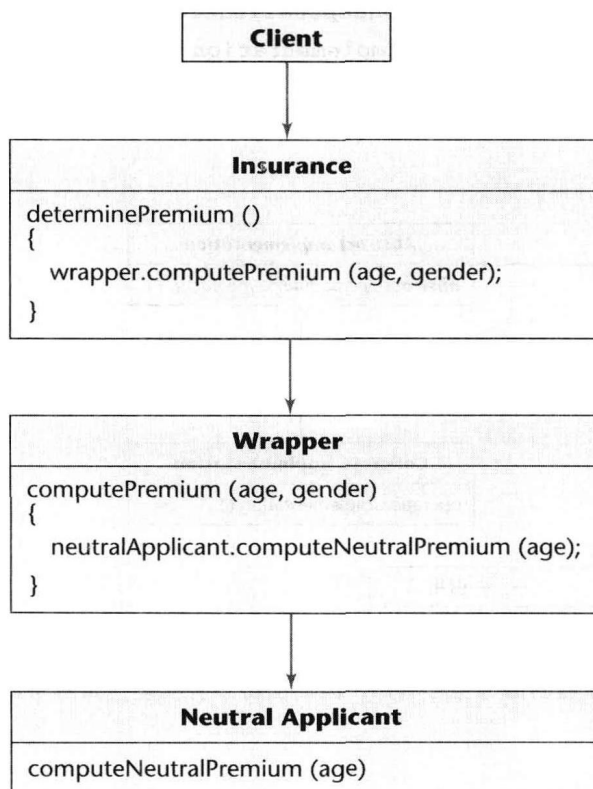 Client
Insurance
determinePremium ()
{
wrapper.computePremium (age, gender);
}
Wrapper
computePremium (age, gender)
{
neutralApplicant.computeNeutralPremium (age);
}
Neutral Applicant
computeNeutralPremium (age)